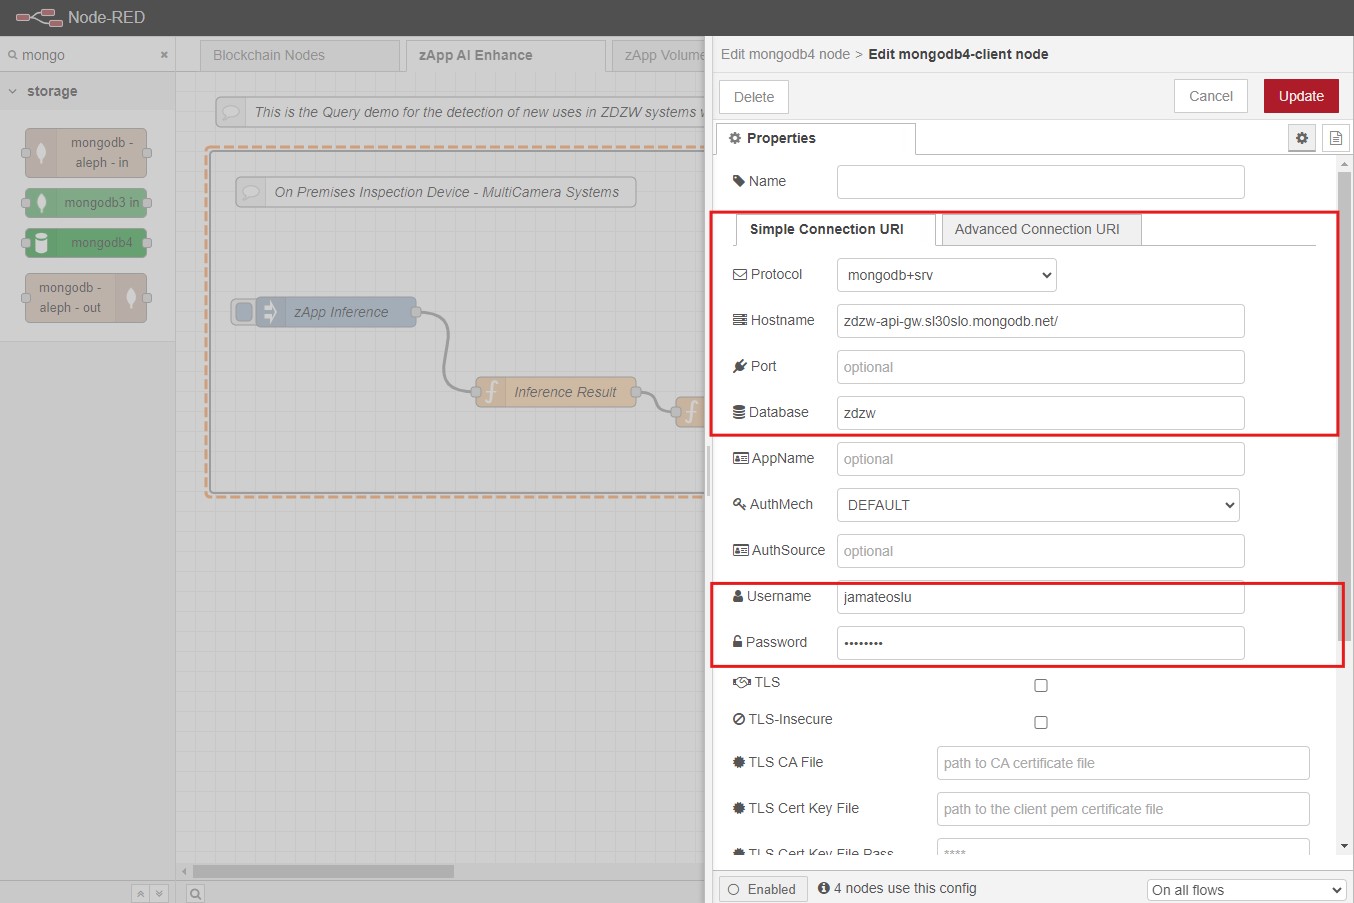 Node-RED
mongo
storage
mongodb -
aleph - in
mongodb3 in
mongodb4
mongodb -
aleph - out
Blockchain Nodes
zApp AI Enhance
zApp Volume
This is the Query demo for the detection of new uses in ZDZW systems
On Premises Inspection Device - MultiCamera Systems
zApp Inference
Inference Result
Edit mongodb4 node > Edit mongodb4-client node
Delete
Cancel
Update
Properties
Name
Simple Connection URI
Advanced Connection URI
Protocol
mongodb+srv
Hostname
zdzw-api-gw.sl30slo.mongodb.net/
Port
optional
Database
zdzw
AppName
optional
AuthMech
DEFAULT
AuthSource
optional
Username
jamateoslu
Password
••••••••
TLS
TLS-Insecure
TLS CA File
path to CA certificate file
TLS Cert Key File
path to the client pem certificate file
TLS Cert Key File Pass
****
Enabled
4 nodes use this config
On all flows